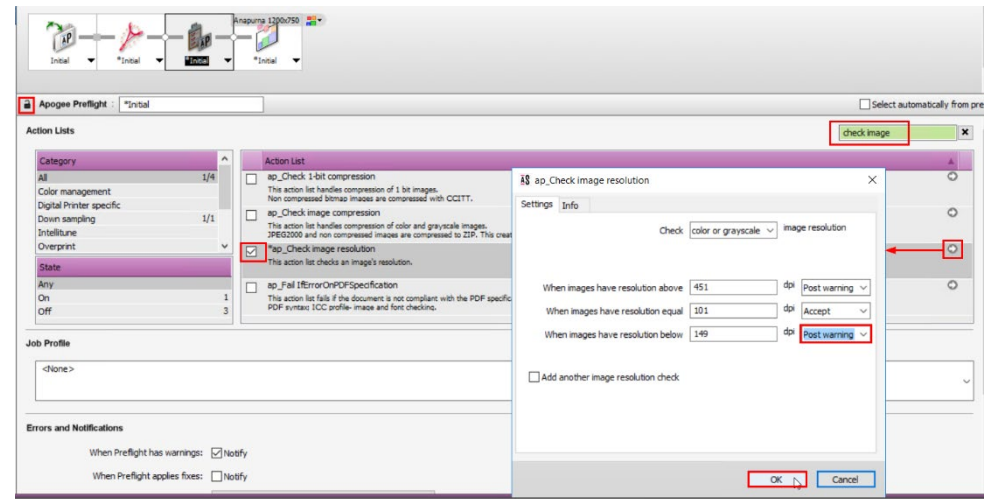 Anapurna 1200x750
AP
AP
Initial
*Initial
*Initial
*Initial
Apogee Preflight : *Initial
Select automatically from pre
Action Lists
check image
Category
All 1/4
Color management
Digital Printer specific
Down sampling 1/1
Intellitune
Overprint
State
Any
On 1
Off 3
Action List
ap_Check 1-bit compression
This action list handles compression of 1 bit images.
Non compressed bitmap images are compressed with CCITT.
ap_Check image compression
This action list handles compression of color and grayscale images.
JPEG2000 and non compressed images are compressed to ZIP. This creat
*ap_Check image resolution
This action list checks an image's resolution.
ap_Fail IfErrorOnPDFSpecification
This action list fails if the document is not compliant with the PDF specific
PDF syntax; ICC profile- image and font checking.
AS ap_Check image resolution
Settings Info
Check color or grayscale image resolution
When images have resolution above 451 dpi Post warning
When images have resolution equal 101 dpi Accept
When images have resolution below 149 dpi Post warning
Add another image resolution check
OK Cancel
Job Profile
<None>
Errors and Notifications
When Preflight has warnings: Notify
When Preflight applies fixes: Notify